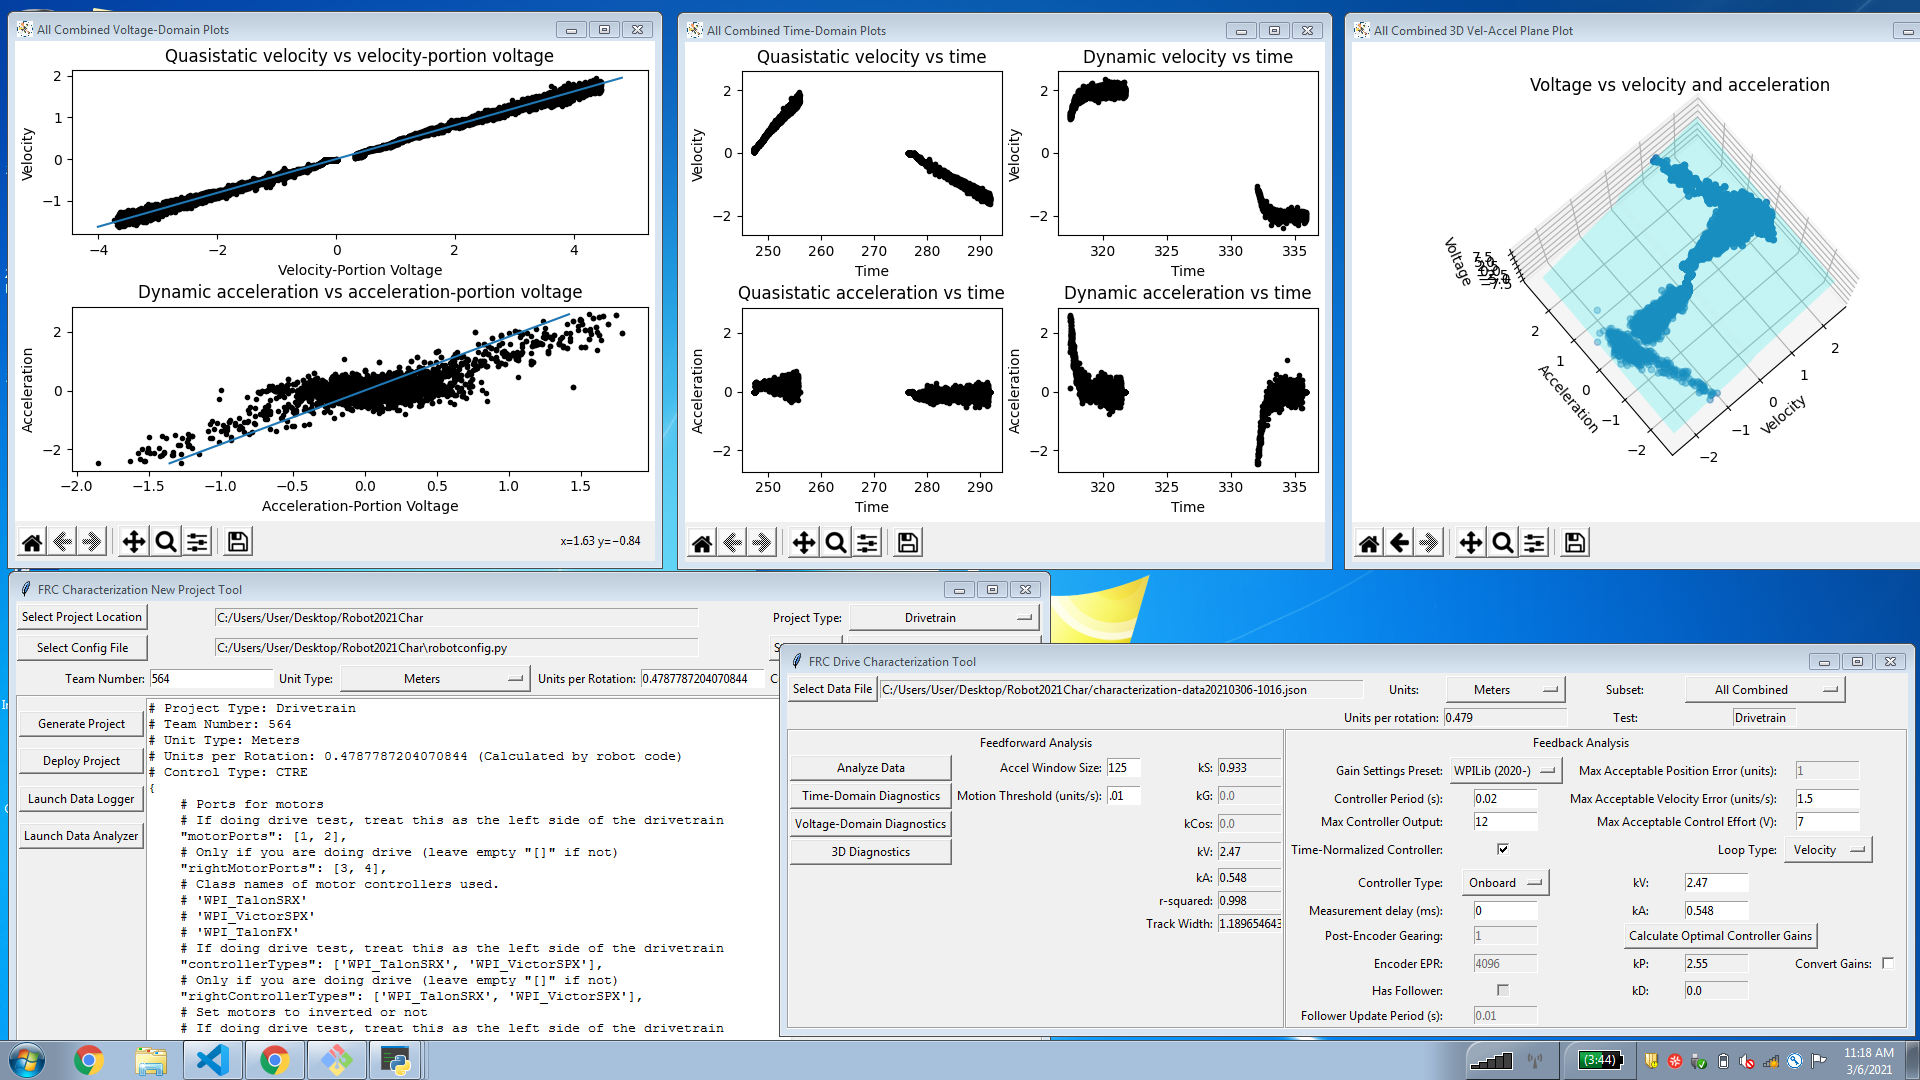 All Combined Voltage-Domain Plots
Quasistatic velocity vs velocity-portion voltage
2
1
0
−1
Velocity
−4 −2 0 2 4
Velocity-Portion Voltage
Dynamic acceleration vs acceleration-portion voltage
2
0
−2
Acceleration
−2.0 −1.5 −1.0 −0.5 0.0 0.5 1.0 1.5
Acceleration-Portion Voltage
x=1.63 y=−0.84
All Combined Time-Domain Plots
Quasistatic velocity vs time
2
0
−2
Velocity
250 260 270 280 290
Time
Dynamic velocity vs time
2
0
−2
Velocity
320 325 330 335
Time
Quasistatic acceleration vs time
2
0
−2
Acceleration
250 260 270 280 290
Time
Dynamic acceleration vs time
2
0
−2
Acceleration
320 325 330 335
Time
All Combined 3D Vel-Accel Plane Plot
Voltage vs velocity and acceleration
Voltage
7.5
−7.5
2
1
0
−1
−2
Acceleration
2
1
0
−1
−2
Velocity
FRC Characterization New Project Tool
Select Project Location C:/Users/User/Desktop/Robot2021Char Project Type: Drivetrain
Select Config File C:/Users/User/Desktop/Robot2021Char\robotconfig.py
Team Number: 564 Unit Type: Meters Units per Rotation: 0.4787787204070844
Generate Project
Deploy Project
Launch Data Logger
Launch Data Analyzer
# Project Type: Drivetrain
# Team Number: 564
# Unit Type: Meters
# Units per Rotation: 0.4787787204070844 (Calculated by robot code)
# Control Type: CTRE
{
# Ports for motors
# If doing drive test, treat this as the left side of the drivetrain
"motorPorts": [1, 2],
# Only if you are doing drive (leave empty "[]" if not)
"rightMotorPorts": [3, 4],
# Class names of motor controllers used.
# 'WPI_TalonSRX'
# 'WPI_VictorSPX'
# 'WPI_TalonFX'
# If doing drive test, treat this as the left side of the drivetrain
"controllerTypes": ['WPI_TalonSRX', 'WPI_VictorSPX'],
# Only if you are doing drive (leave empty "[]" if not)
"rightControllerTypes": ['WPI_TalonSRX', 'WPI_VictorSPX'],
# Set motors to inverted or not
# If doing drive test, treat this as the left side of the drivetrain
FRC Drive Characterization Tool
Select Data File C:/Users/User/Desktop/Robot2021Char/characterization-data20210306-1016.json Units: Meters Subset: All Combined
Units per rotation: 0.479 Test: Drivetrain
Feedforward Analysis
Analyze Data Accel Window Size: 125 kS: 0.933
Time-Domain Diagnostics Motion Threshold (units/s): .01 kG: 0.0
Voltage-Domain Diagnostics kCos: 0.0
3D Diagnostics kV: 2.47
kA: 0.548
r-squared: 0.998
Track Width: 1.189654643
Feedback Analysis
Gain Settings Preset: WPILib (2020-) Max Acceptable Position Error (units): 1
Controller Period (s): 0.02 Max Acceptable Velocity Error (units/s): 1.5
Max Controller Output: 12 Max Acceptable Control Effort (V): 7
Time-Normalized Controller: Loop Type: Velocity
Controller Type: Onboard kV: 2.47
Measurement delay (ms): 0 kA: 0.548
Post-Encoder Gearing: 1 Calculate Optimal Controller Gains
Encoder EPR: 4096 kP: 2.55 Convert Gains:
Has Follower: kD: 0.0
Follower Update Period (s): 0.01
(3:44)
11:18 AM
3/6/2021